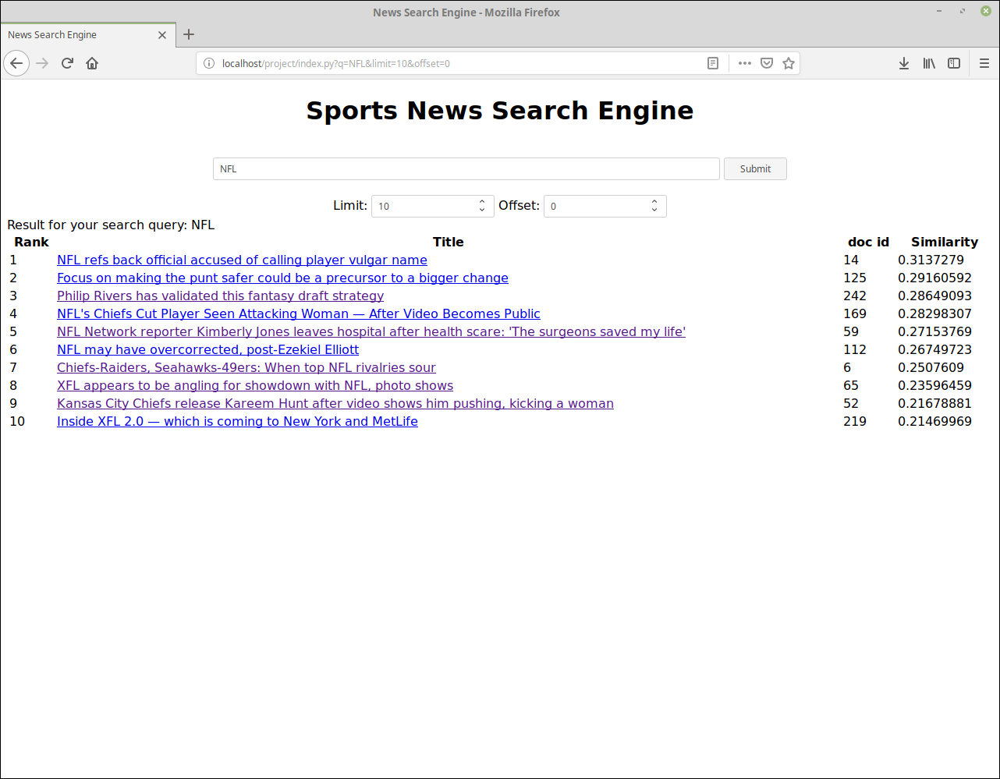 News Search Engine - Mozilla Firefox
News Search Engine
localhost/project/index.py?q=NFL&limit=10&offset=0
Sports News Search Engine
NFL Submit
Limit: 10 Offset: 0
Result for your search query: NFL
Rank Title doc id Similarity
1 NFL refs back official accused of calling player vulgar name 14 0.3137279
2 Focus on making the punt safer could be a precursor to a bigger change 125 0.29160592
3 Philip Rivers has validated this fantasy draft strategy 242 0.28649093
4 NFL's Chiefs Cut Player Seen Attacking Woman — After Video Becomes Public 169 0.28298307
5 NFL Network reporter Kimberly Jones leaves hospital after health scare: 'The surgeons saved my life' 59 0.27153769
6 NFL may have overcorrected, post-Ezekiel Elliott 112 0.26749723
7 Chiefs-Raiders, Seahawks-49ers: When top NFL rivalries sour 6 0.2507609
8 XFL appears to be angling for showdown with NFL, photo shows 65 0.23596459
9 Kansas City Chiefs release Kareem Hunt after video shows him pushing, kicking a woman 52 0.21678881
10 Inside XFL 2.0 — which is coming to New York and MetLife 219 0.21469969